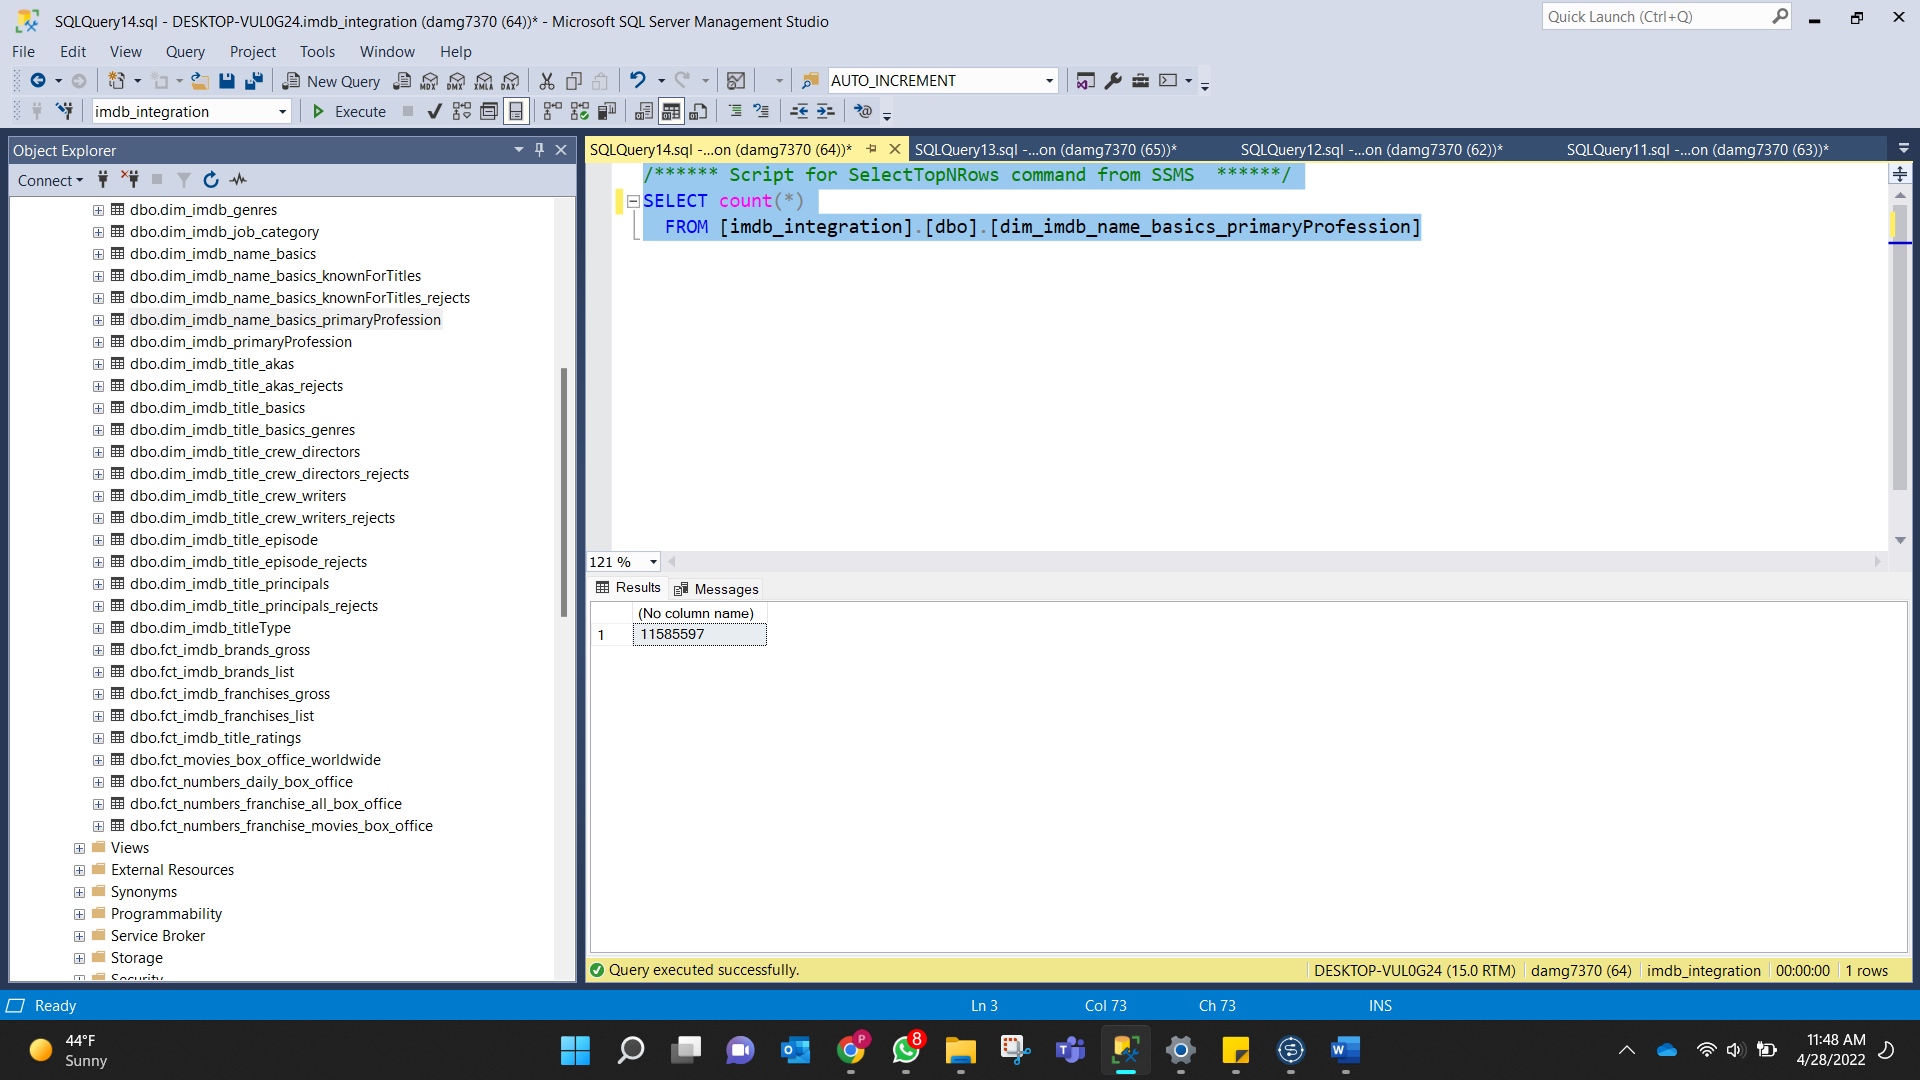 SQLQuery14.sql - DESKTOP-VUL0G24.imdb_integration (damg7370 (64))* - Microsoft SQL Server Management Studio
Quick Launch (Ctrl+Q)
File Edit View Query Project Tools Window Help
New Query MDX DMX XMLA DAX AUTO_INCREMENT
imdb_integration Execute
Object Explorer
SQLQuery14.sql -...on (damg7370 (64))* SQLQuery13.sql -...on (damg7370 (65))* SQLQuery12.sql -...on (damg7370 (62))* SQLQuery11.sql -...on (damg7370 (63))*
Connect
/****** Script for SelectTopNRows command from SSMS  ******/
SELECT count(*)
FROM [imdb_integration].[dbo].[dim_imdb_name_basics_primaryProfession]
dbo.dim_imdb_genres
dbo.dim_imdb_job_category
dbo.dim_imdb_name_basics
dbo.dim_imdb_name_basics_knownForTitles
dbo.dim_imdb_name_basics_knownForTitles_rejects
dbo.dim_imdb_name_basics_primaryProfession
dbo.dim_imdb_primaryProfession
dbo.dim_imdb_title_akas
dbo.dim_imdb_title_akas_rejects
dbo.dim_imdb_title_basics
dbo.dim_imdb_title_basics_genres
dbo.dim_imdb_title_crew_directors
dbo.dim_imdb_title_crew_directors_rejects
dbo.dim_imdb_title_crew_writers
dbo.dim_imdb_title_crew_writers_rejects
dbo.dim_imdb_title_episode
dbo.dim_imdb_title_episode_rejects
dbo.dim_imdb_title_principals
dbo.dim_imdb_title_principals_rejects
dbo.dim_imdb_titleType
dbo.fct_imdb_brands_gross
dbo.fct_imdb_brands_list
dbo.fct_imdb_franchises_gross
dbo.fct_imdb_franchises_list
dbo.fct_imdb_title_ratings
dbo.fct_movies_box_office_worldwide
dbo.fct_numbers_daily_box_office
dbo.fct_numbers_franchise_all_box_office
dbo.fct_numbers_franchise_movies_box_office
Views
External Resources
Synonyms
Programmability
Service Broker
Storage
Security
121 %
Results Messages
(No column name)
1 11585597
Query executed successfully. DESKTOP-VUL0G24 (15.0 RTM) damg7370 (64) imdb_integration 00:00:00 1 rows
Ready Ln 3 Col 73 Ch 73 INS
44°F
Sunny
P
8
11:48 AM
4/28/2022